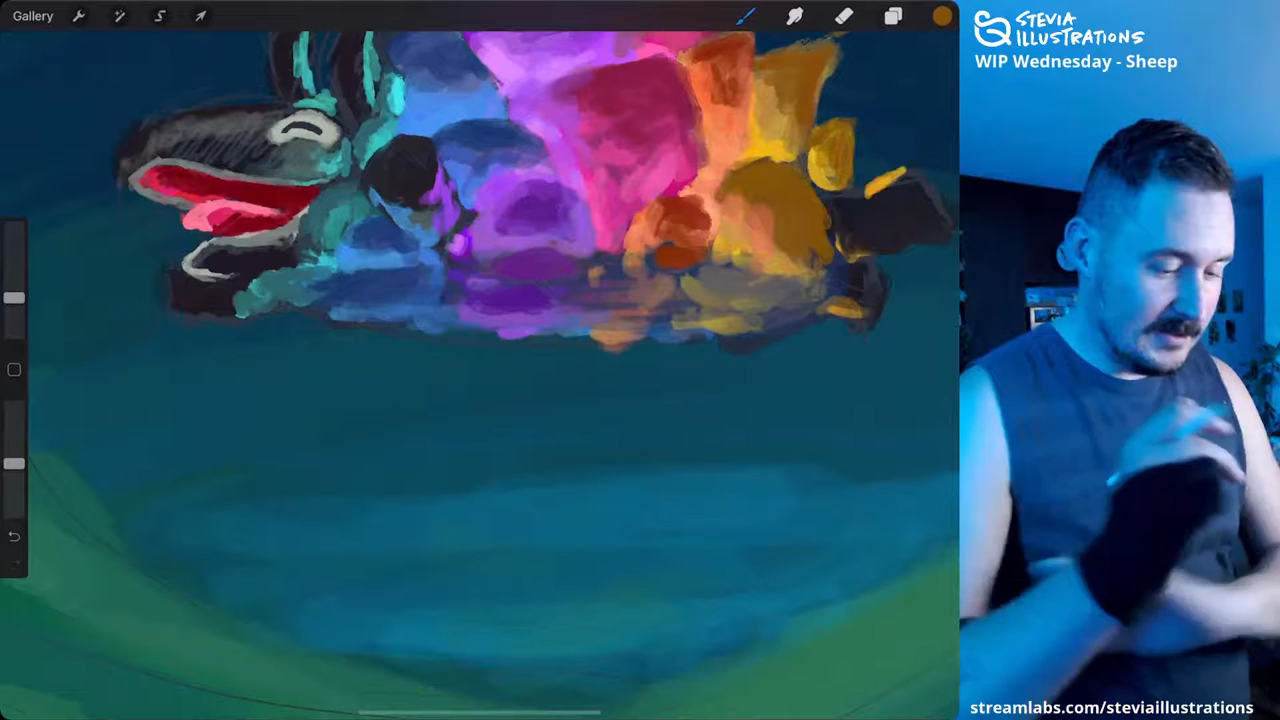 Gallery
STEVIA
ILLUSTRATIONS
WIP Wednesday - Sheep
streamlabs.com/steviaillustrations